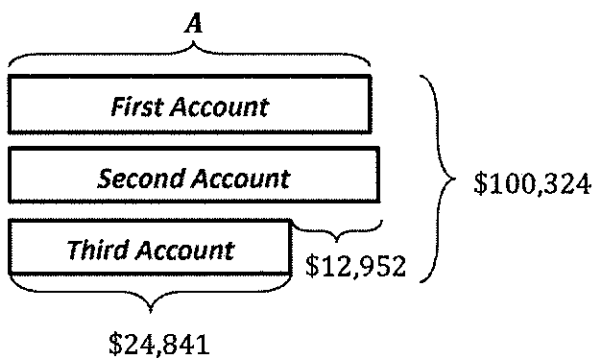 A
First Account
Second Account
$100,324
Third Account
$12,952
$24,841